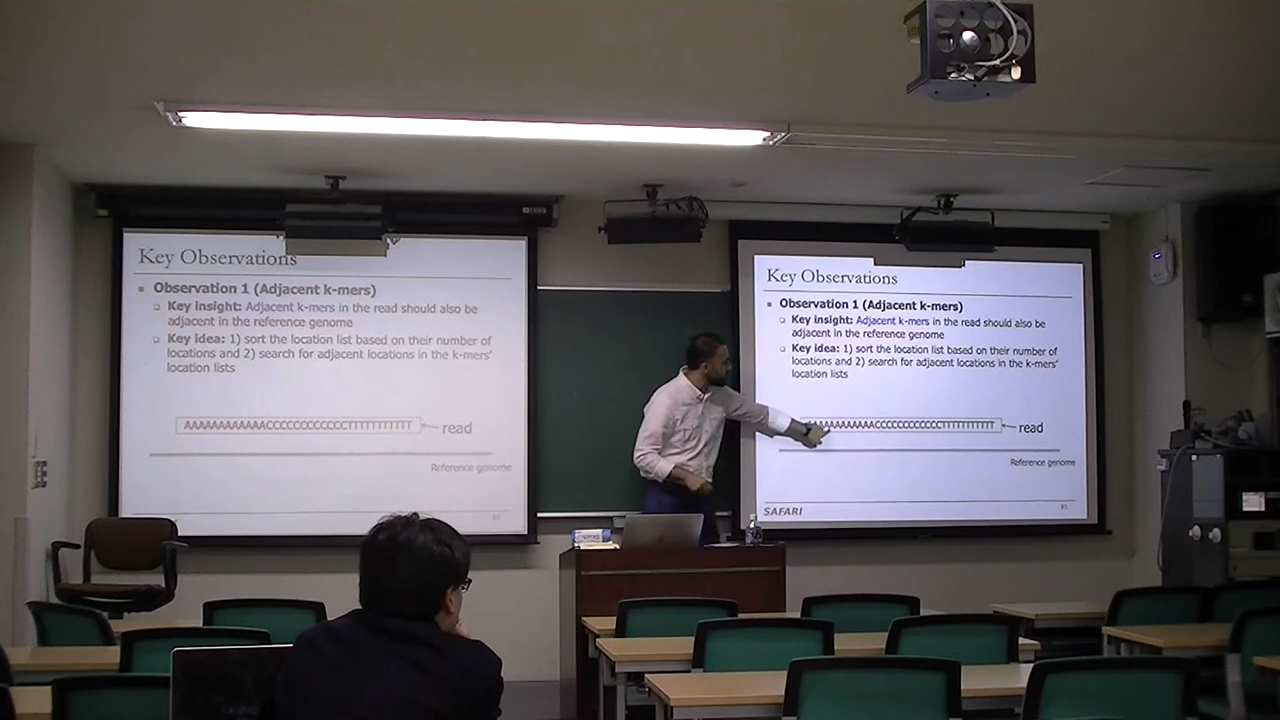 Key Observations
Observation 1 (Adjacent k-mers)
Key insight: Adjacent k-mers in the read should also be
adjacent in the reference genome
Key idea: 1) sort the location list based on their number of
locations and 2) search for adjacent locations in the k-mers'
location lists
AAAAAAAAAAAACCCCCCCCCCCCTTTTTTTTTTTT
read
Reference genome
Key Observations
Observation 1 (Adjacent k-mers)
Key insight: Adjacent k-mers in the read should also be
adjacent in the reference genome
Key idea: 1) sort the location list based on their number of
locations and 2) search for adjacent locations in the k-mers'
location lists
read
Reference genome
SAFARI